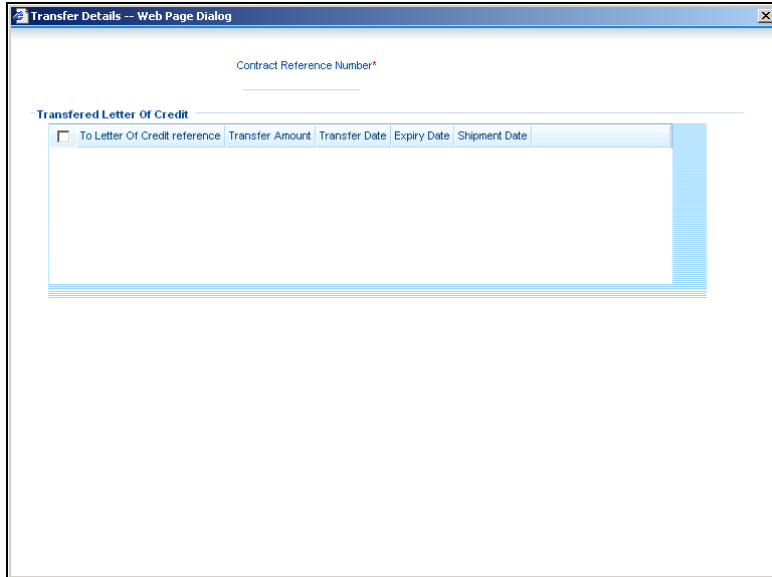 Transfer Details -- Web Page Dialog
Contract Reference Number*
Transfered Letter Of Credit
To Letter Of Credit reference Transfer Amount Transfer Date Expiry Date Shipment Date